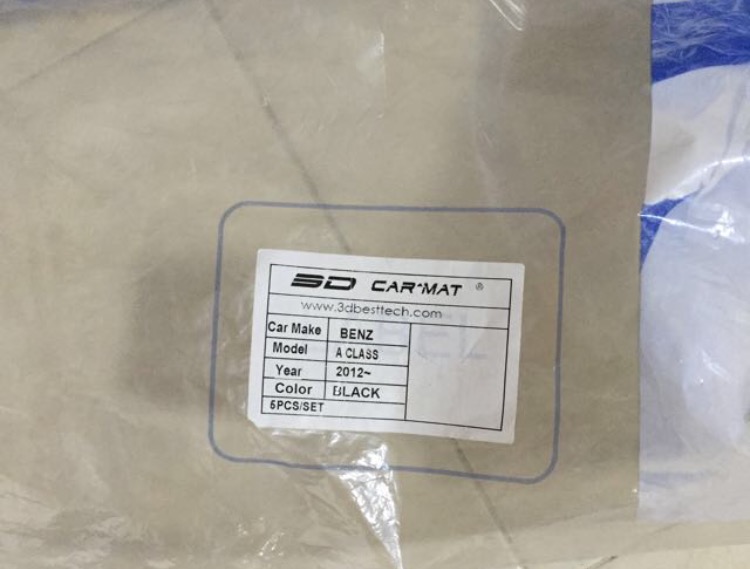 3D CAR*MAT ®
www.3dbesttech.com
Car Make BENZ
Model A CLASS
Year 2012~
Color BLACK
5PCS/SET